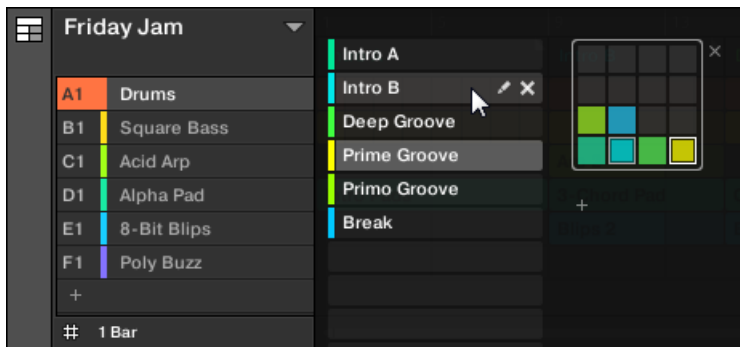 Friday Jam
A1 Drums
B1 Square Bass
C1 Acid Arp
D1 Alpha Pad
E1 8-Bit Blips
F1 Poly Buzz
+
1 Bar
Intro A
Intro B
Deep Groove
Prime Groove
Primo Groove
Break
+